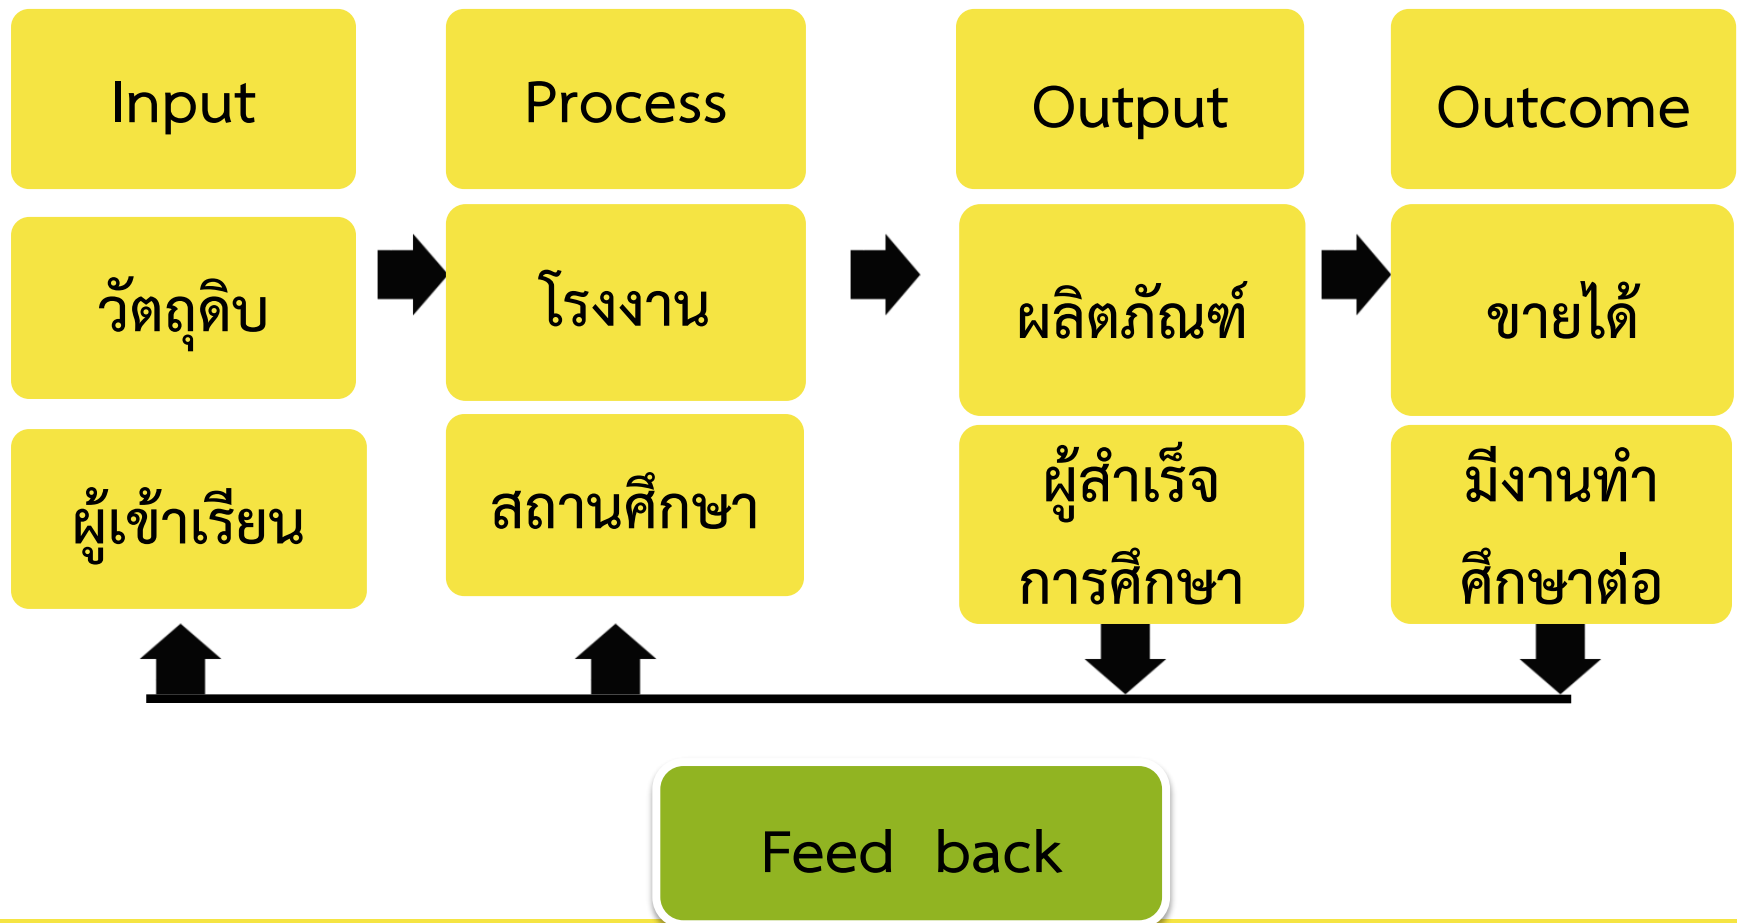 Input
Process
Output
Outcome
วัตถุดิบ
โรงงาน
ผลิตภัณฑ์
ขายได้
ผู้เข้าเรียน
สถานศึกษา
ผู้สำเร็จ
การศึกษา
มีงานทำ
ศึกษาต่อ
Feed back